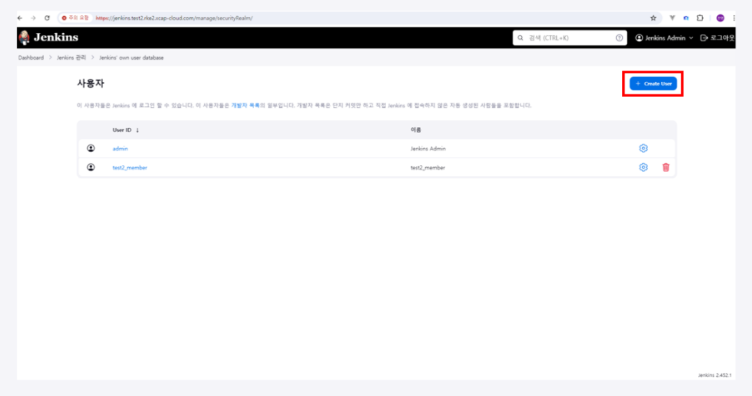 주의 요함 https://jenkins.test2.rke2.scap-cloud.com/manage/securityRealm/
Jenkins
검색 (CTRL+K)
Jenkins Admin
로그아웃
Dashboard > Jenkins 관리 > Jenkins' own user database
사용자
+ Create User
이 사용자들은 Jenkins 에 로그인 할 수 있습니다. 이 사용자들은 개발자 목록의 일부입니다. 개발자 목록은 단지 커밋만 하고 직접 Jenkins 에 접속하지 않은 자동 생성된 사람들을 포함합니다.
User ID ↓ 이름
admin Jenkins Admin
test2_member test2_member
Jenkins 2.452.1